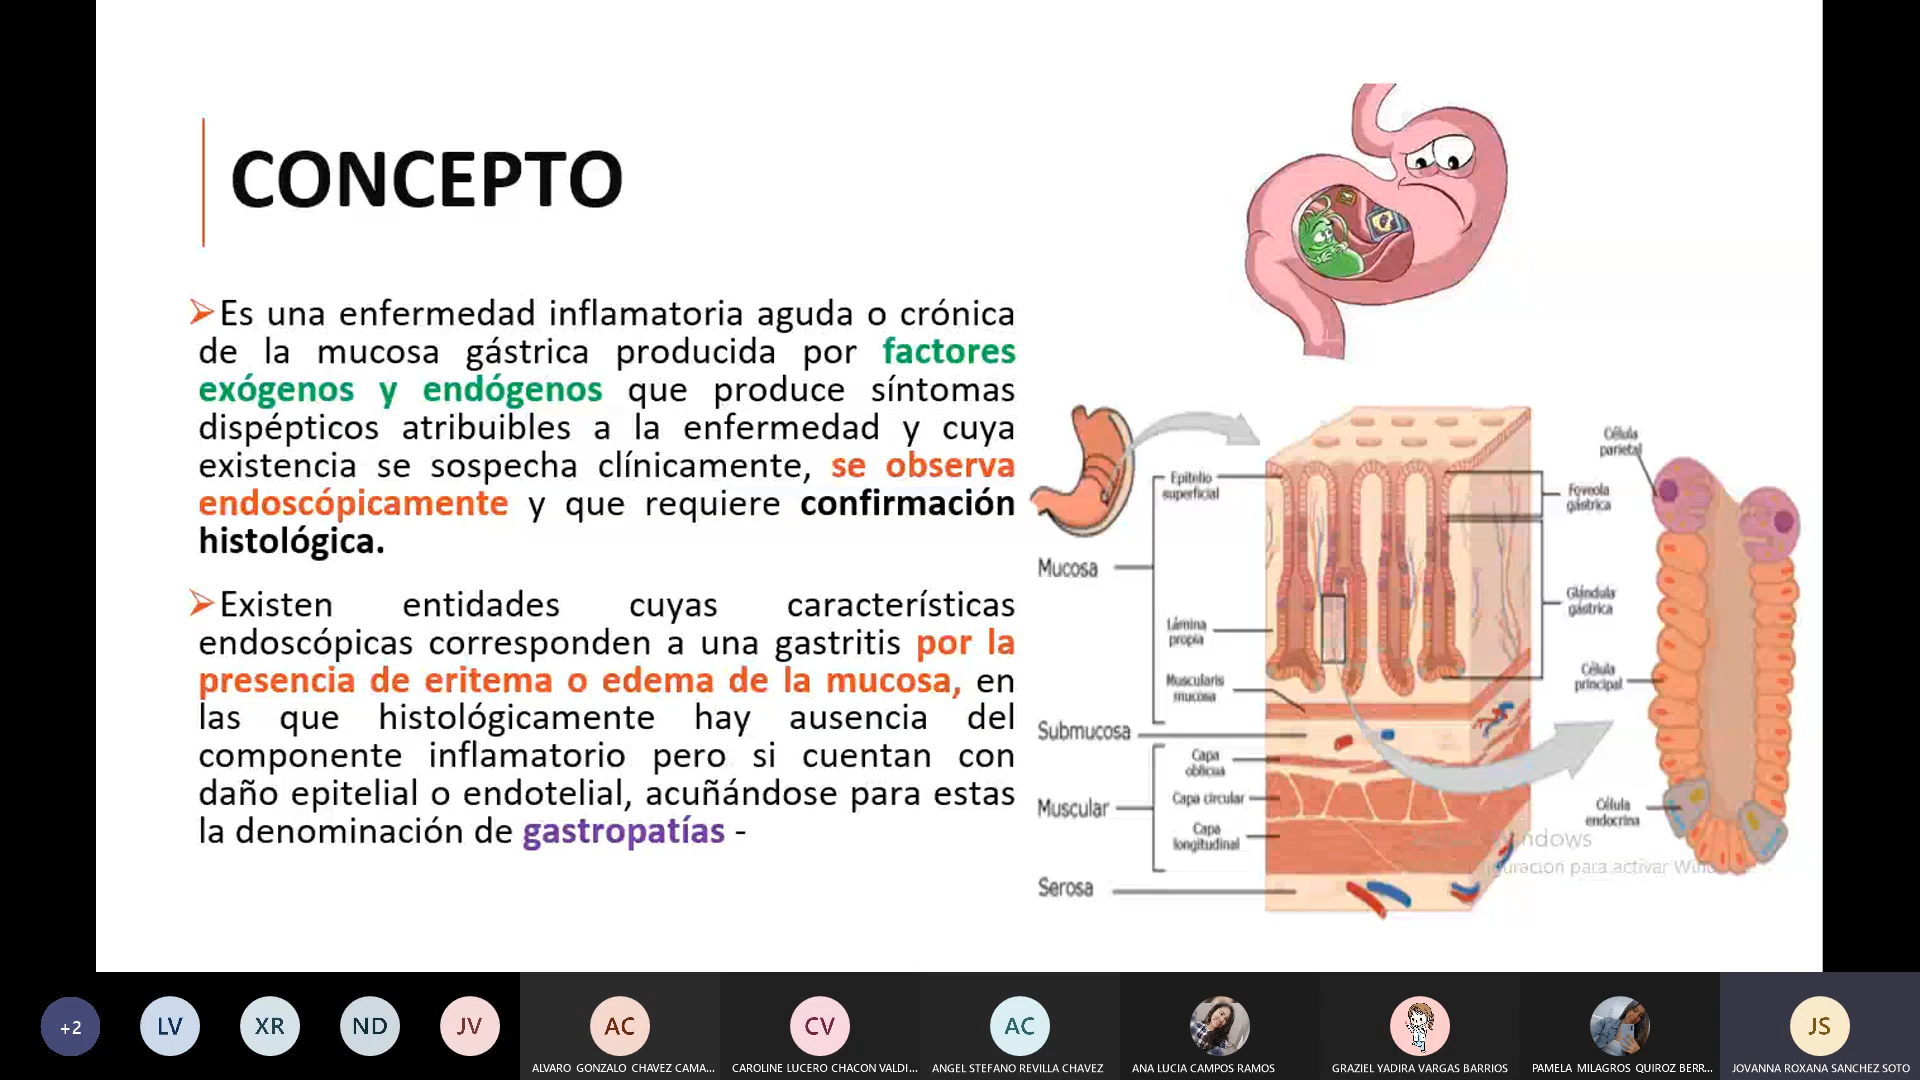 CONCEPTO
➢Es una enfermedad inflamatoria aguda o crónica
de la mucosa gástrica producida por factores
exógenos y endógenos que produce síntomas
dispépticos atribuibles a la enfermedad y cuya
existencia se sospecha clínicamente, se observa
endoscópicamente y que requiere confirmación
histológica.
➢Existen entidades cuyas características
endoscópicas corresponden a una gastritis por la
presencia de eritema o edema de la mucosa, en
las que histológicamente hay ausencia del
componente inflamatorio pero si cuentan con
daño epitelial o endotelial, acuñándose para estas
la denominación de gastropatías -
Mucosa
Submucosa
Muscular
Serosa
Epitelio
superficial
Lámina
propia
Muscularis
mucosa
Capa
oblicua
Capa circular
Capa
longitudinal
Foveola
gástrica
Glándula
gástrica
Célula
parietal
Célula
principal
Célula
endocrina
para activar
+2
LV
XR
ND
JV
AC
CV
AC
JS
ALVARO GONZALO CHAVEZ CAMA...
CAROLINE LUCERO CHACON VALDI...
ANGEL STEFANO REVILLA CHAVEZ
ANA LUCIA CAMPOS RAMOS
GRAZIEL YADIRA VARGAS BARRIOS
PAMELA MILAGROS QUIROZ BERR...
JOVANNA ROXANA SANCHEZ SOTO